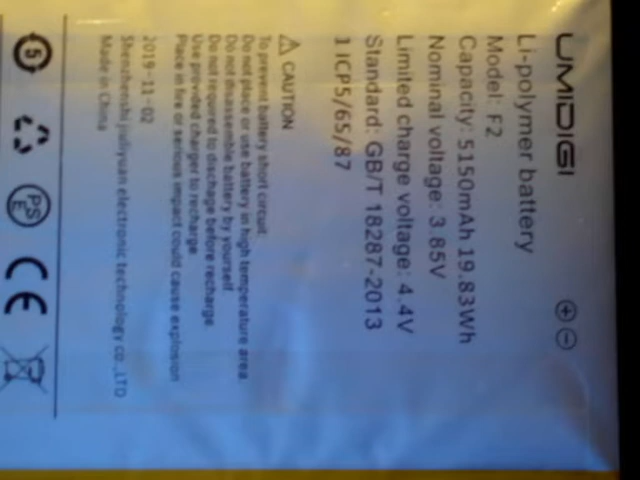 UMIDIGI
Li-polymer battery
Model: F2
Capacity: 5150mAh 19.83Wh
Nominal voltage: 3.85V
Limited charge voltage: 4.4V
Standard: GB/T 18287-2013
1 ICP5/65/87
CAUTION
To prevent battery short circuit
Do not place or use battery in high temperature area
Do not disassemble battery by yourself
Do not required to dischage before recharge
Use provided charger to recharge
Place in fire or serious impact could cause explosion
2019-11-02
Shenzhenshi electronic technology co .,LTD
Made in China
5
PS
E
CE